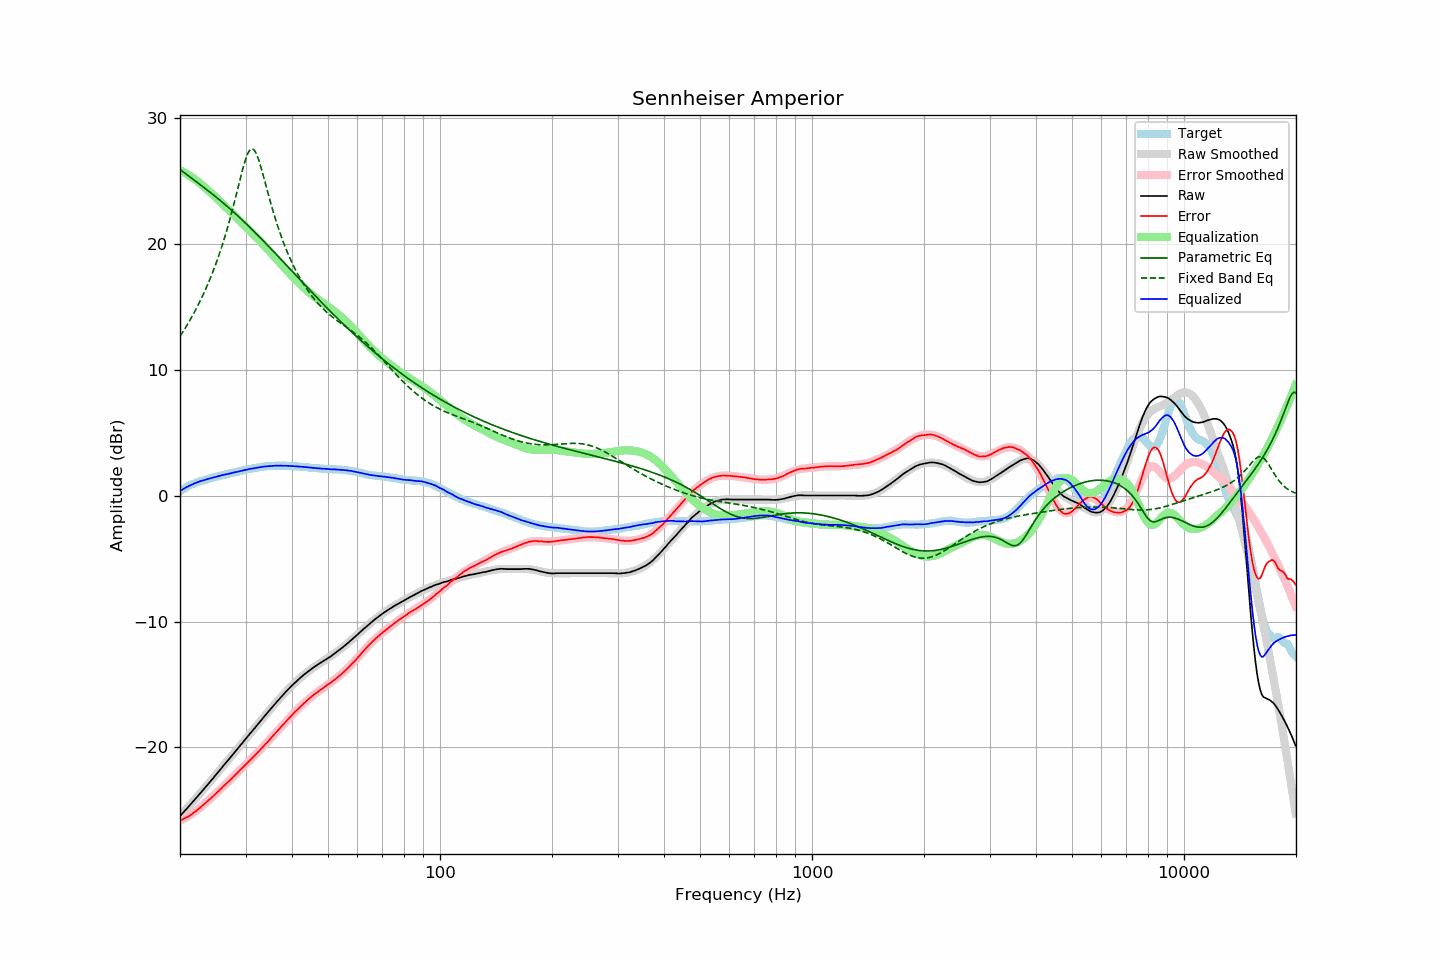 Sennheiser Amperior
30
20
10
0
−10
−20
Amplitude (dBr)
100
1000
10000
Frequency (Hz)
Target
Raw Smoothed
Error Smoothed
Raw
Error
Equalization
Parametric Eq
Fixed Band Eq
Equalized